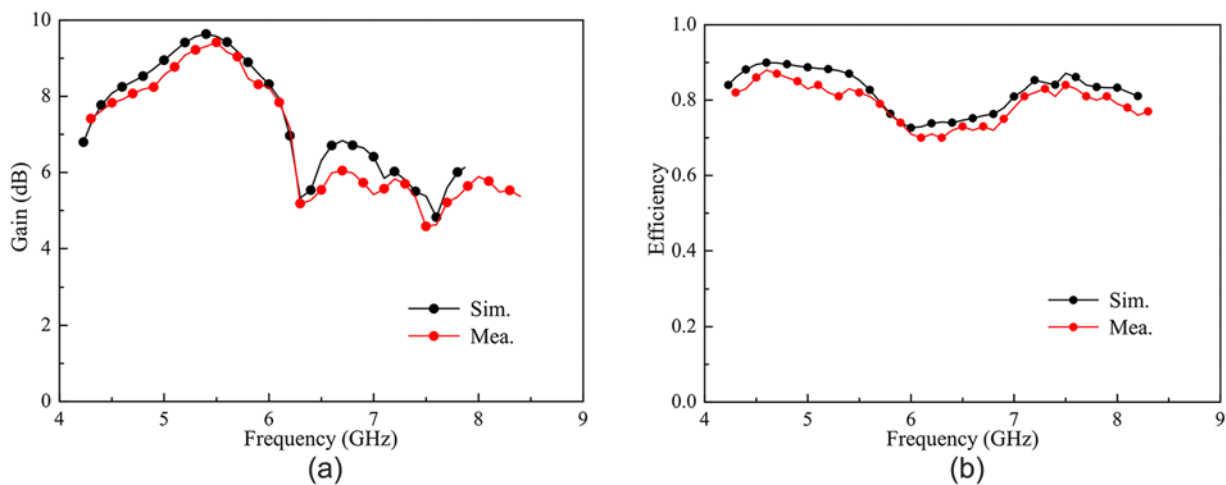 10
8
6
4
2
0
Gain (dB)
Sim.
Mea.
4 5 6 7 8 9
Frequency (GHz)
(a)
1.0
0.8
0.6
0.4
0.2
0.0
Efficiency
Sim.
Mea.
4 5 6 7 8 9
Frequency (GHz)
(b)